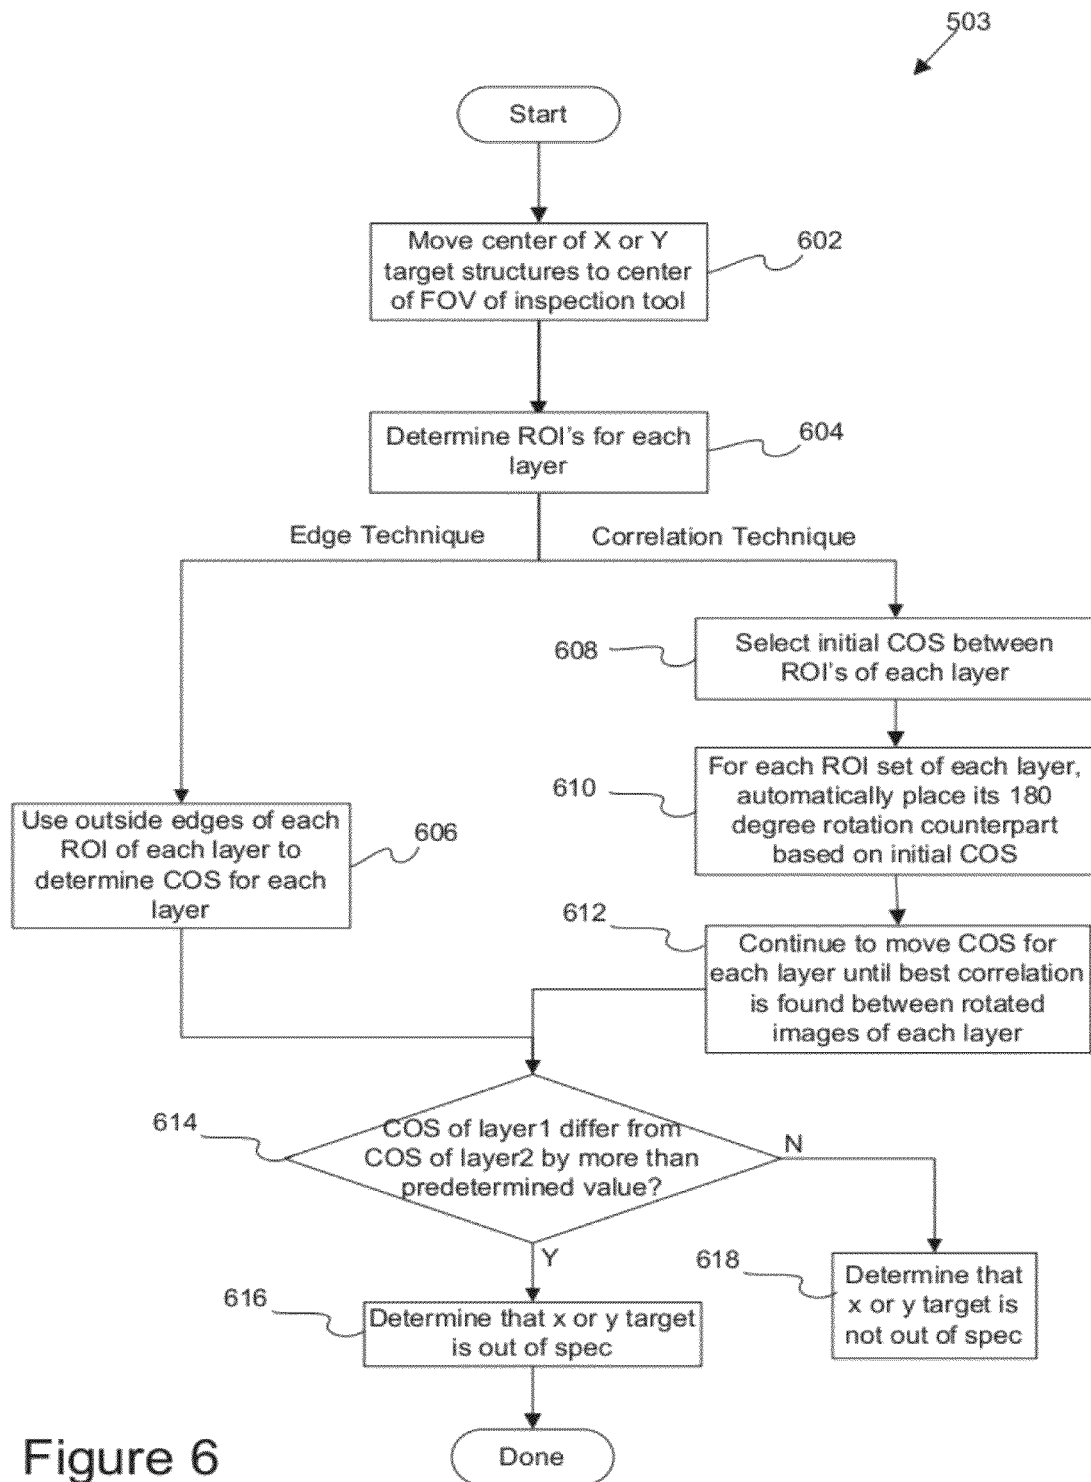 503
Start
Move center of X or Y
target structures to center
of FOV of inspection tool
602
Determine ROI's for each
layer
604
Edge Technique
Correlation Technique
608
Select initial COS between
ROI's of each layer
610
For each ROI set of each layer,
automatically place its 180
degree rotation counterpart
based on initial COS
Use outside edges of each
ROI of each layer to
determine COS for each
layer
606
612
Continue to move COS for
each layer until best correlation
is found between rotated
images of each layer
614
COS of layer1 differ from
COS of layer2 by more than
predetermined value?
N
Y
616
Determine that x or y target
is out of spec
618
Determine that
x or y target is
not out of spec
Done
Figure 6